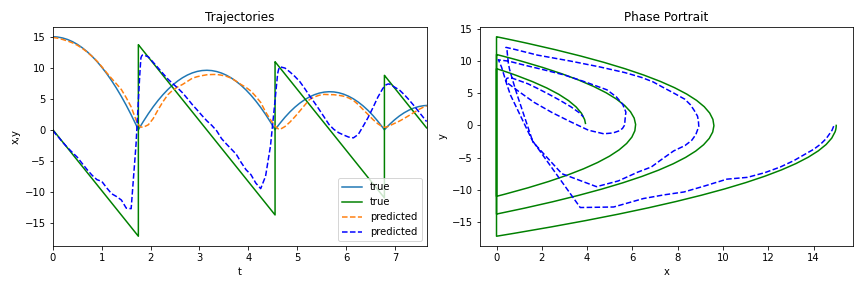 Trajectories
x,y
15
10
5
0
−5
−10
−15
0 1 2 3 4 5 6 7
t
true
true
predicted
predicted
Phase Portrait
y
15
10
5
0
−5
−10
−15
0 2 4 6 8 10 12 14
x